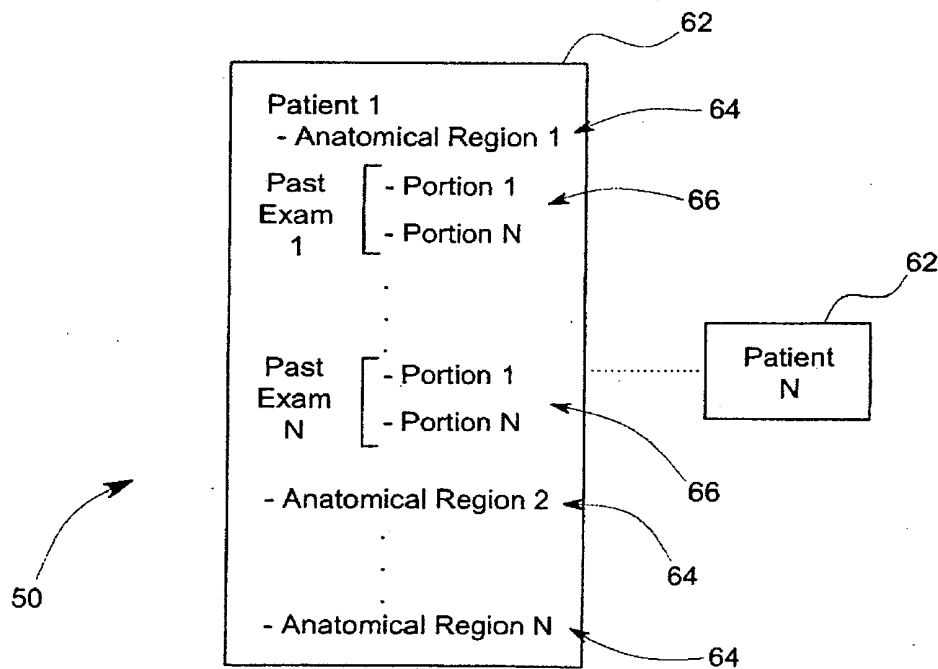 62
Patient 1
- Anatomical Region 1
64
Past
Exam
1
- Portion 1
- Portion N
66
Past
Exam
N
- Portion 1
- Portion N
66
- Anatomical Region 2
64
- Anatomical Region N
64
62
Patient
N
50